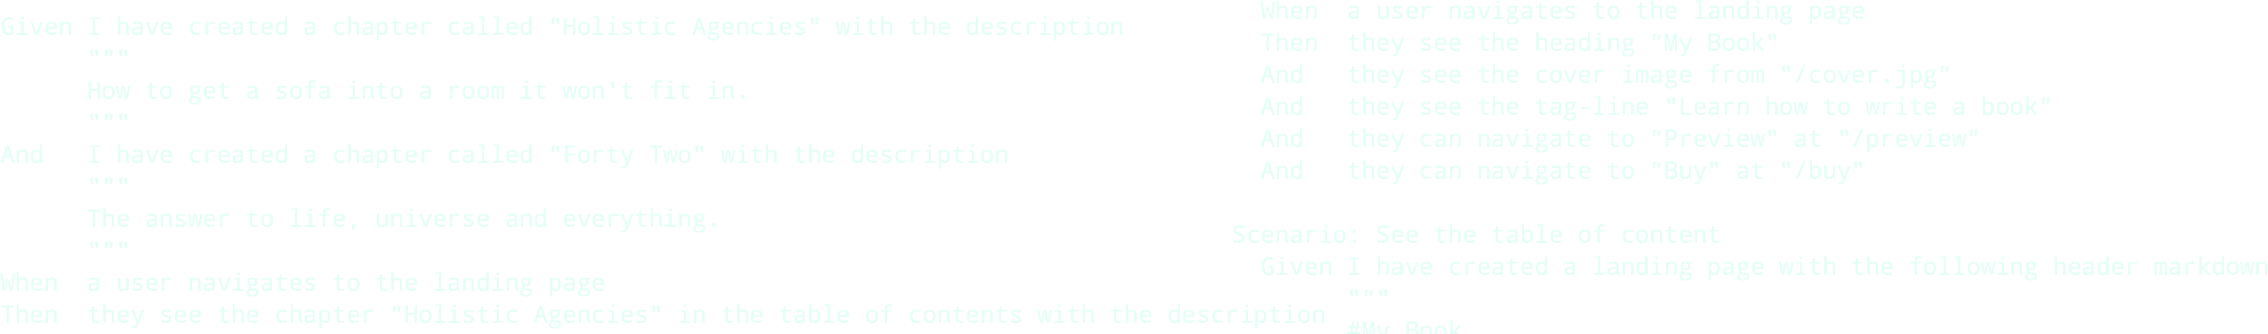 Given I have created a chapter called "Holistic Agencies" with the description
      """
      How to get a sofa into a room it won't fit in.
      """
And   I have created a chapter called "Forty Two" with the description
      """
      The answer to life, universe and everything.
      """
When  a user navigates to the landing page
Then  they see the chapter "Holistic Agencies" in the table of contents with the description
  When  a user navigates to the landing page
  Then  they see the heading "My Book"
  And   they see the cover image from "/cover.jpg"
  And   they see the tag-line "Learn how to write a book"
  And   they can navigate to "Preview" at "/preview"
  And   they can navigate to "Buy" at "/buy"
Scenario: See the table of content
  Given I have created a landing page with the following header markdown
        """
        #My Book